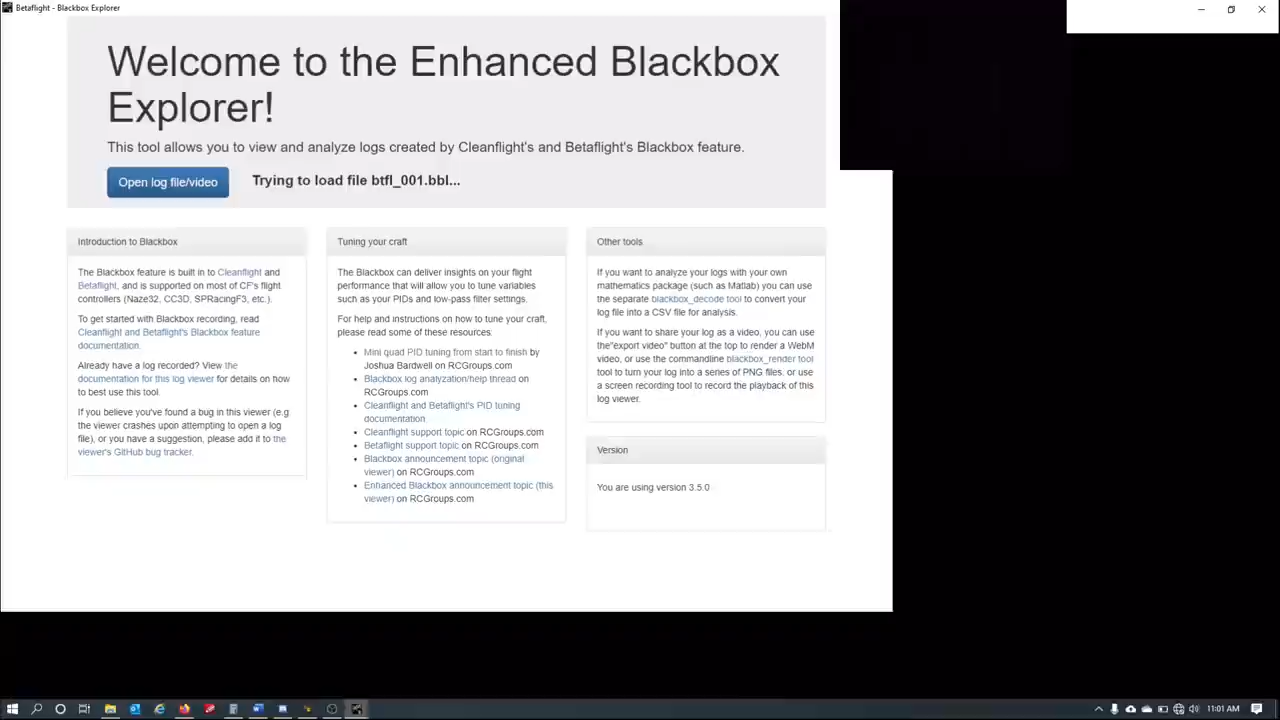 Betaflight - Blackbox Explorer
Welcome to the Enhanced Blackbox
Explorer!
This tool allows you to view and analyze logs created by Cleanflight's and Betaflight's Blackbox feature.
Open log file/video
Trying to load file btfl_001.bbl...
Introduction to Blackbox
The Blackbox feature is built in to Cleanflight and
Betaflight, and is supported on most of CF's flight
controllers (Naze32, CC3D, SPRacingF3, etc.).
To get started with Blackbox recording, read
Cleanflight and Betaflight's Blackbox feature
documentation.
Already have a log recorded? View the
documentation for this log viewer for details on how
to best use this tool.
If you believe you've found a bug in this viewer (e.g.
the viewer crashes upon attempting to open a log
file), or you have a suggestion, please add it to the
viewer's GitHub bug tracker.
Tuning your craft
The Blackbox can deliver insights on your flight
performance that will allow you to tune variables
such as your PIDs and low-pass filter settings.
For help and instructions on how to tune your craft,
please read some of these resources:
• Mini quad PID tuning from start to finish by
Joshua Bardwell on RCGroups.com
• Blackbox log analyzation/help thread on
RCGroups.com
• Cleanflight and Betaflight's PID tuning
documentation
• Cleanflight support topic on RCGroups.com
• Betaflight support topic on RCGroups.com
• Blackbox announcement topic (original
viewer) on RCGroups.com
• Enhanced Blackbox announcement topic (this
viewer) on RCGroups.com
Other tools
If you want to analyze your logs with your own
mathematics package (such as Matlab) you can use
the separate blackbox_decode tool to convert your
log file into a CSV file for analysis.
If you want to share your log as a video, you can use
the"export video" button at the top to render a WebM
video, or use the commandline blackbox_render tool
tool to turn your log into a series of PNG files. or use
a screen recording tool to record the playback of this
log viewer.
Version
You are using version 3.5.0
11:01 AM